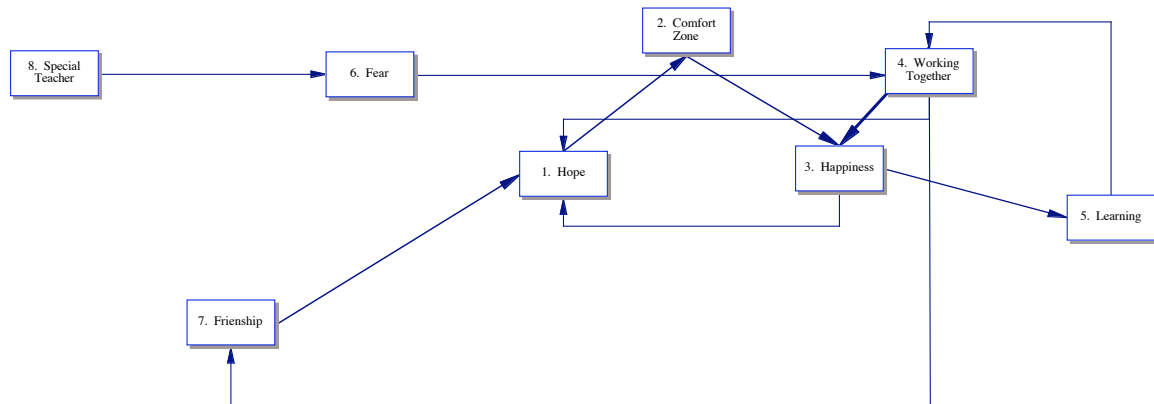 2. Comfort
Zone
8. Special
Teacher
6. Fear
4. Working
Together
1. Hope
3. Happiness
5. Learning
7. Frienship